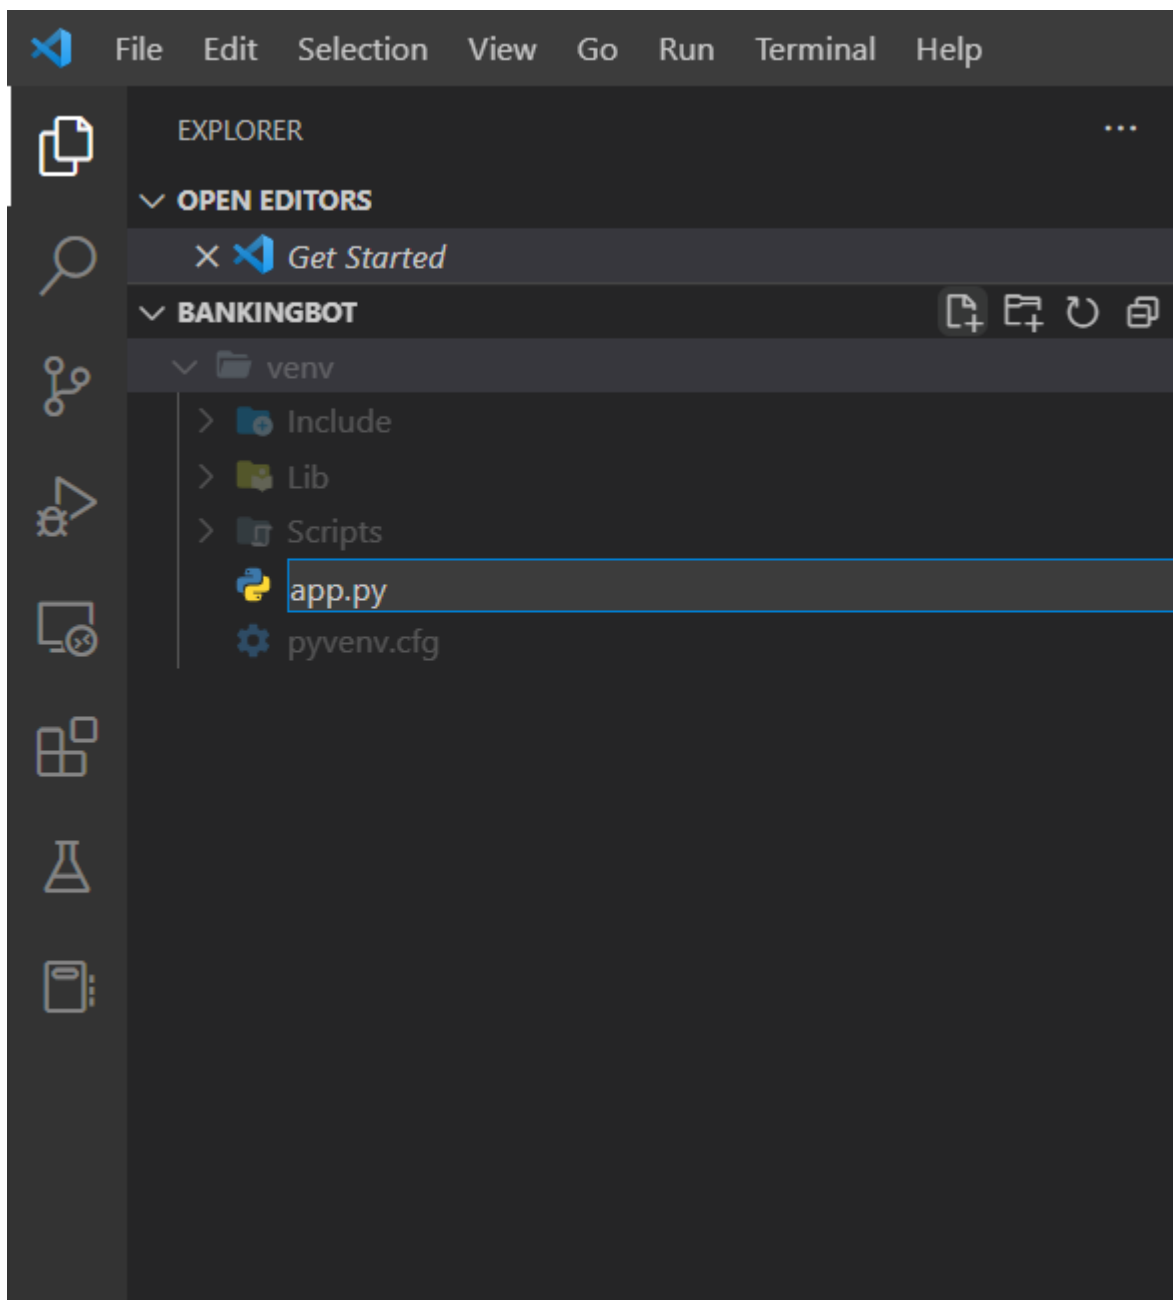 File Edit Selection View Go Run Terminal Help
EXPLORER
OPEN EDITORS
Get Started
BANKINGBOT
venv
Include
Lib
Scripts
app.py
pyvenv.cfg